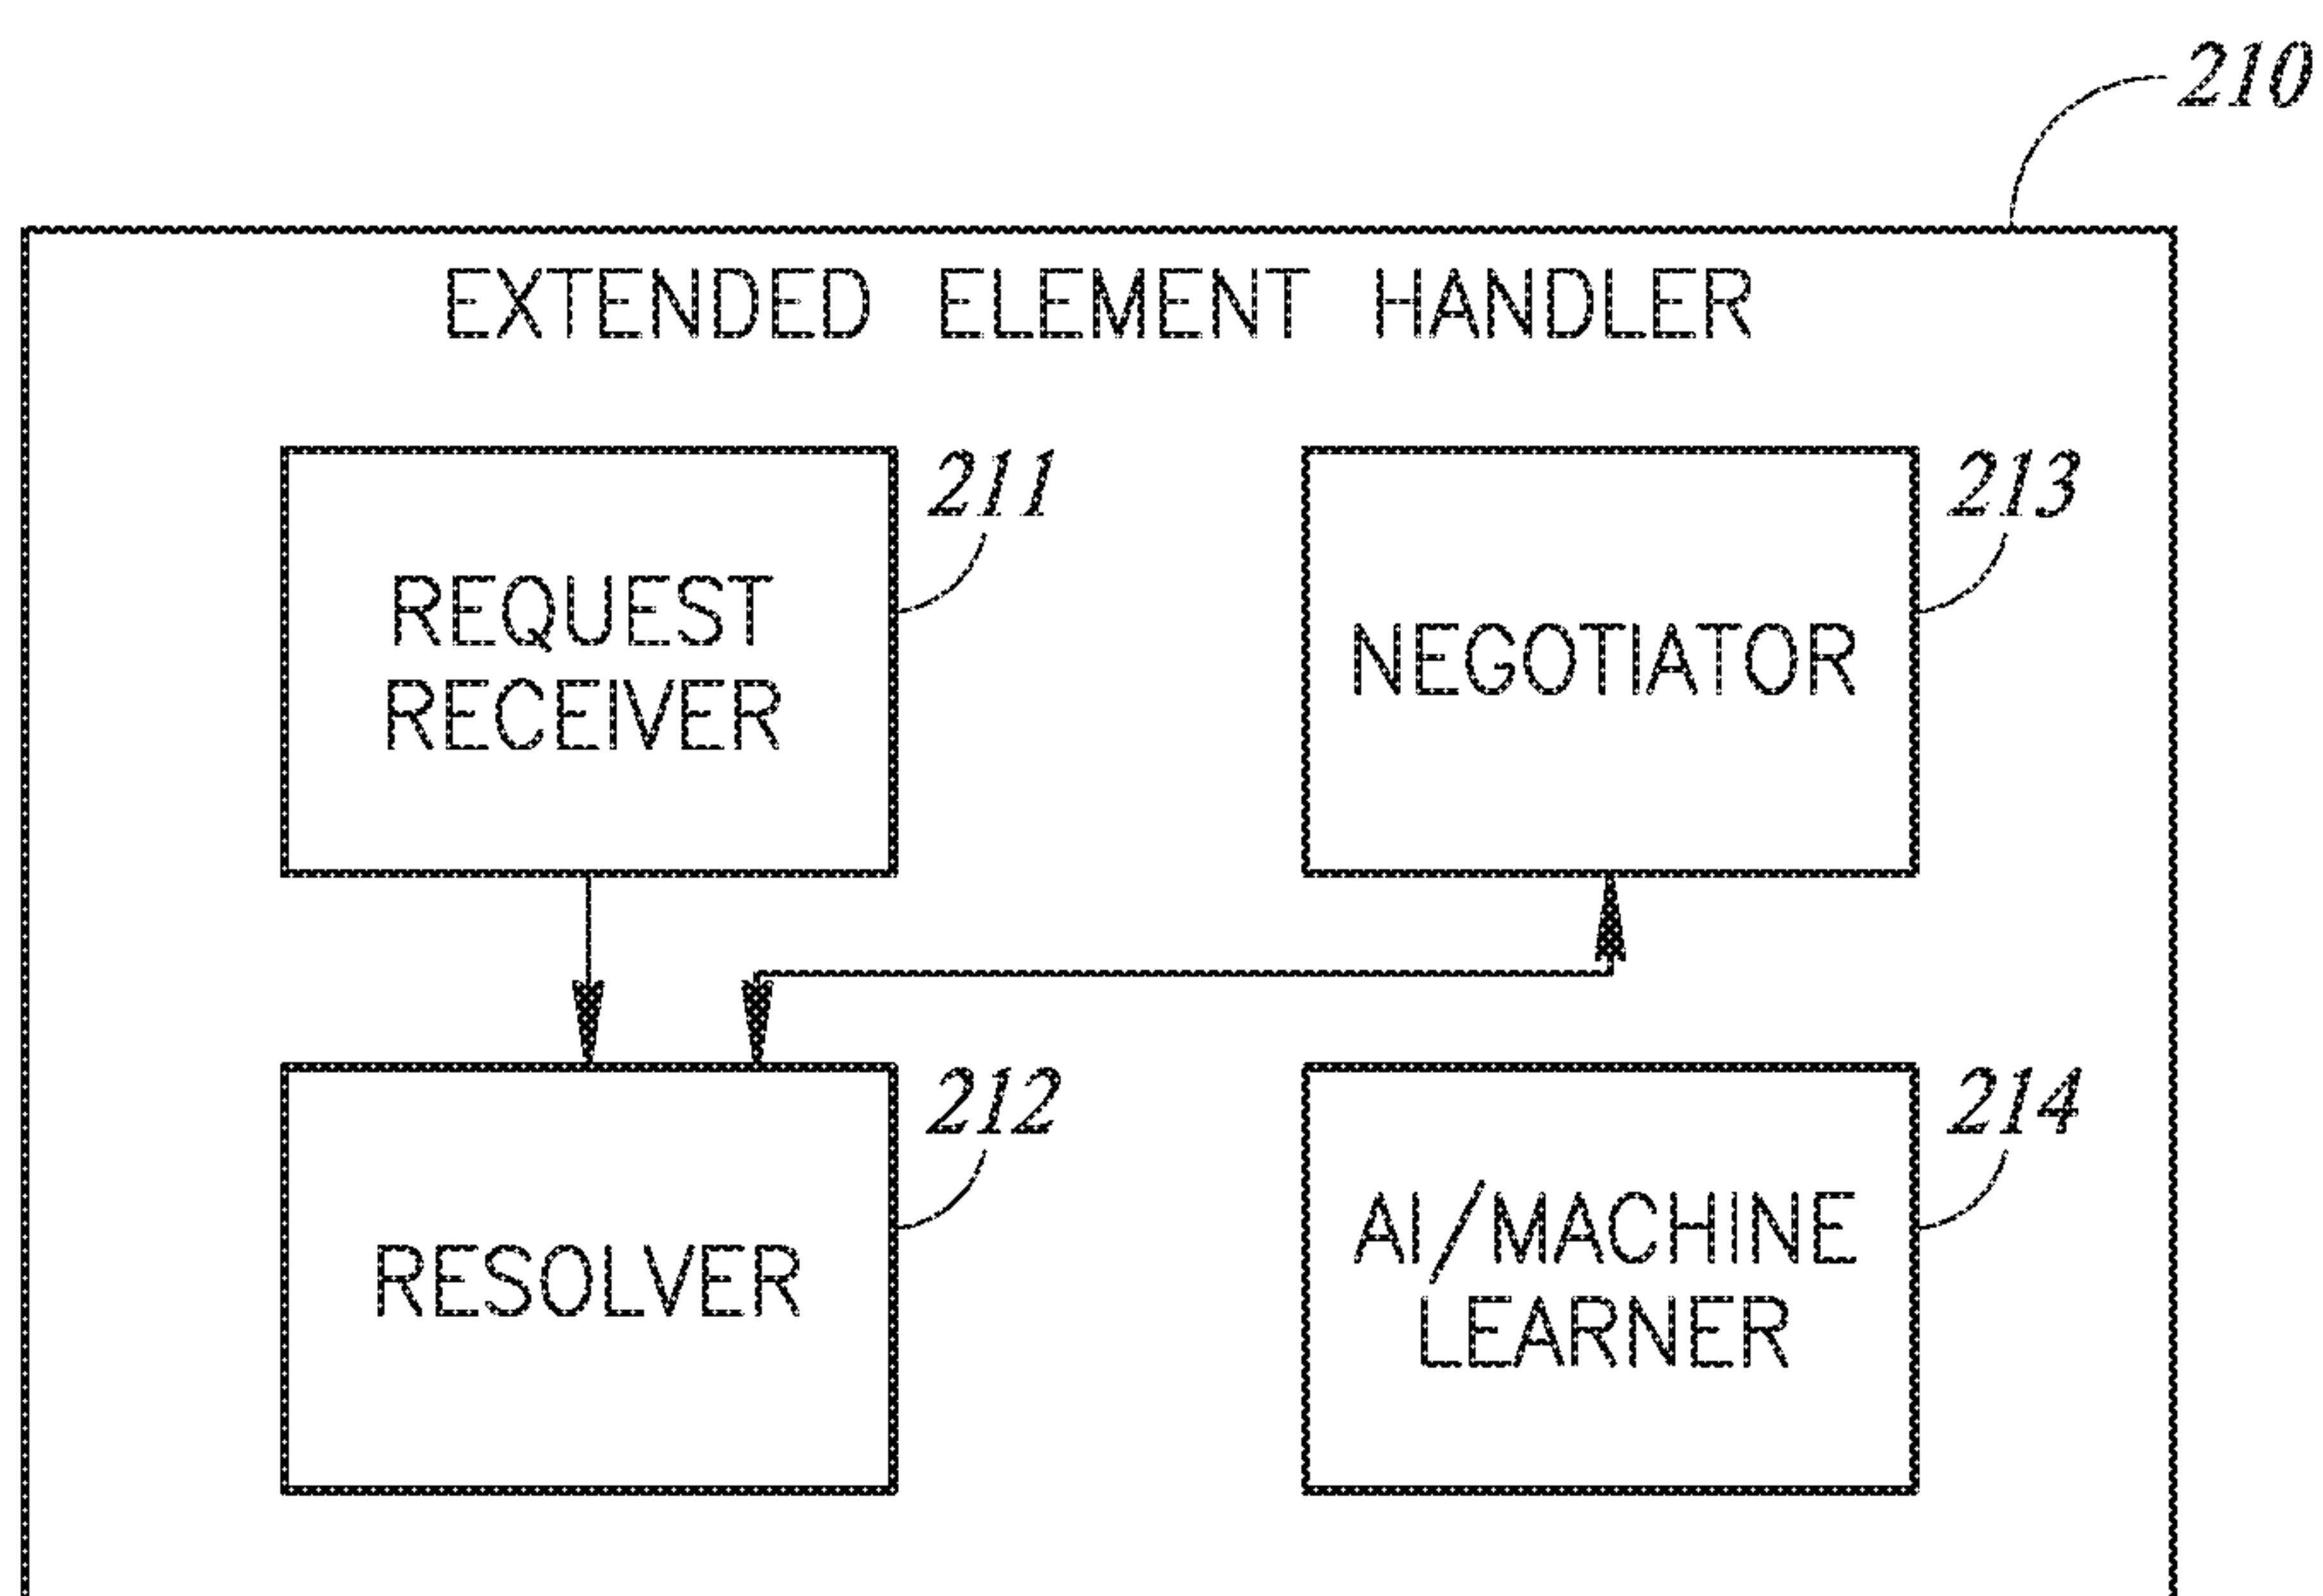 210
EXTENDED ELEMENT HANDLER
211
REQUEST
RECEIVER
213
NEGOTIATOR
212
RESOLVER
214
AI/MACHINE
LEARNER